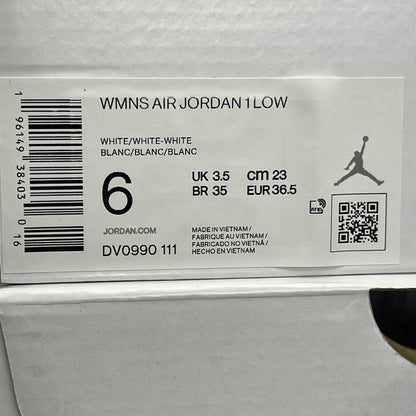 WMNS AIR JORDAN 1 LOW
WHITE/WHITE-WHITE
BLANC/BLANC/BLANC
6
UK 3.5 cm 23
BR 35 EUR 36.5
RFID
JORDAN.COM
DV0990 111
MADE IN VIETNAM /
FABRIQUE AU VIETNAM /
FABRICADO NO VIETNÃ /
HECHO EN VIETNAM
1 96149 38403 0 16